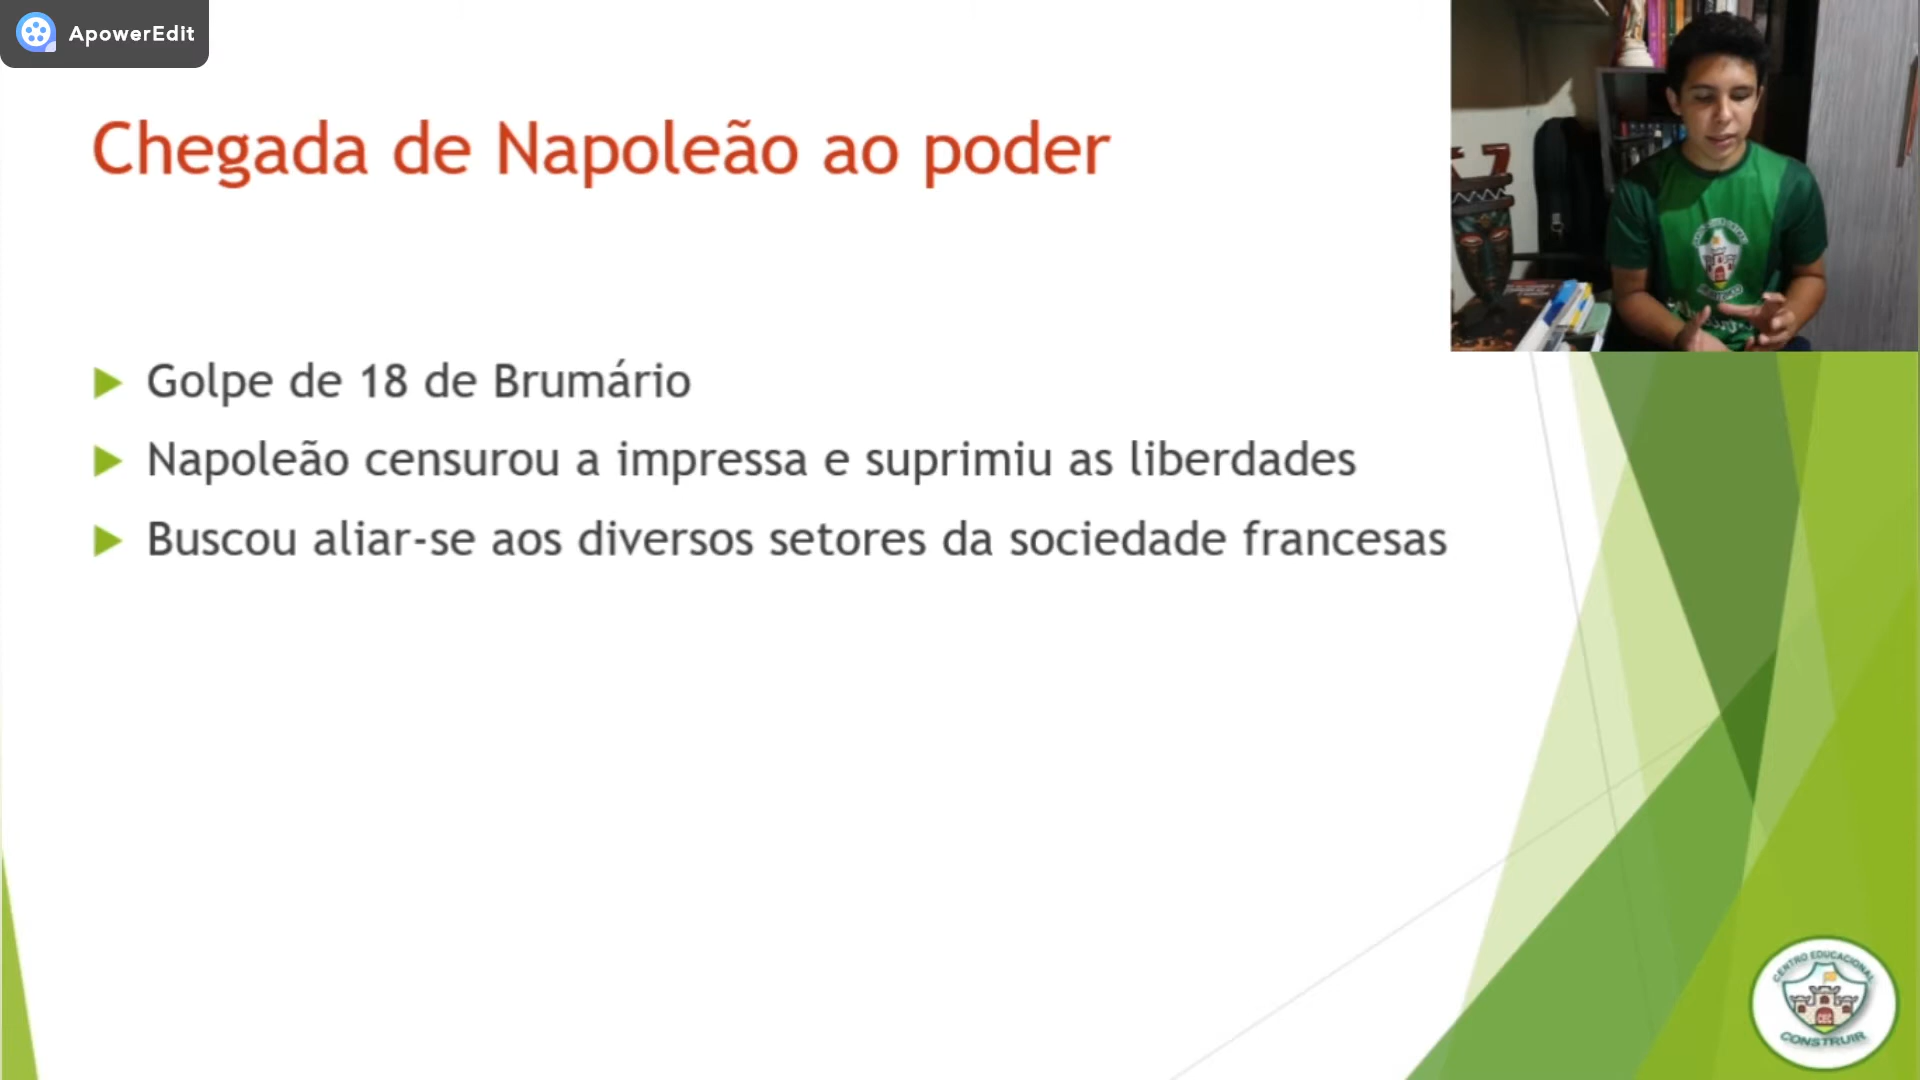 ApowerEdit
Chegada de Napoleão ao poder
Golpe de 18 de Brumário
Napoleão censurou a impressa e suprimiu as liberdades
Buscou aliar-se aos diversos setores da sociedade francesas
CENTRO EDUCACIONAL
CEC
CONSTRUIR